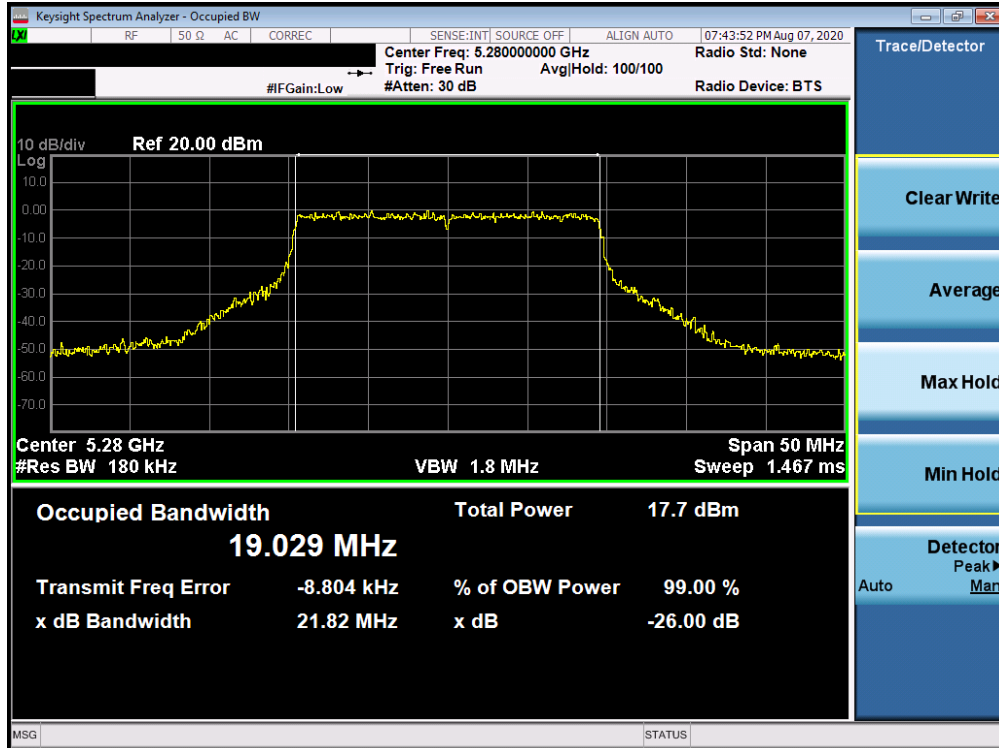 Keysight Spectrum Analyzer - Occupied BW
LXI RF 50 Ω AC CORREC SENSE:INT SOURCE OFF ALIGN AUTO 07:43:52 PM Aug 07, 2020
Center Freq: 5.280000000 GHz Radio Std: None
Trig: Free Run Avg|Hold: 100/100
#IFGain:Low #Atten: 30 dB Radio Device: BTS
Trace/Detector
10 dB/div Ref 20.00 dBm
Log
10.0
0.00
-10.0
-20.0
-30.0
-40.0
-50.0
-60.0
-70.0
Center 5.28 GHz Span 50 MHz
#Res BW 180 kHz VBW 1.8 MHz Sweep 1.467 ms
Occupied Bandwidth Total Power 17.7 dBm
19.029 MHz
Transmit Freq Error -8.804 kHz % of OBW Power 99.00 %
x dB Bandwidth 21.82 MHz x dB -26.00 dB
Clear Write
Average
Max Hold
Min Hold
Detector
Peak▶
Auto Man
MSG STATUS